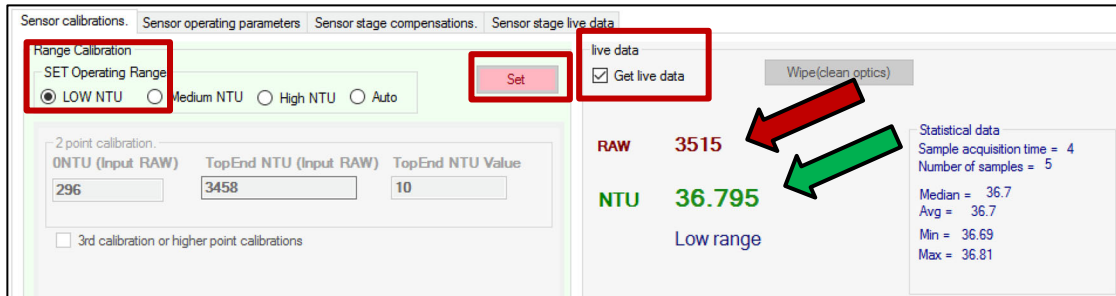 Sensor calibrations. Sensor operating parameters Sensor stage compensations. Sensor stage live data
Range Calibration
SET Operating Range
LOW NTU Medium NTU High NTU Auto
Set
2 point calibration.
0NTU (Input RAW) TopEnd NTU (Input RAW) TopEnd NTU Value
296 3458 10
3rd calibration or higher point calibrations
live data
Get live data Wipe(clean optics)
RAW 3515
NTU 36.795
Low range
Statistical data
Sample acquisition time = 4
Number of samples = 5
Median = 36.7
Avg = 36.7
Min = 36.69
Max = 36.81